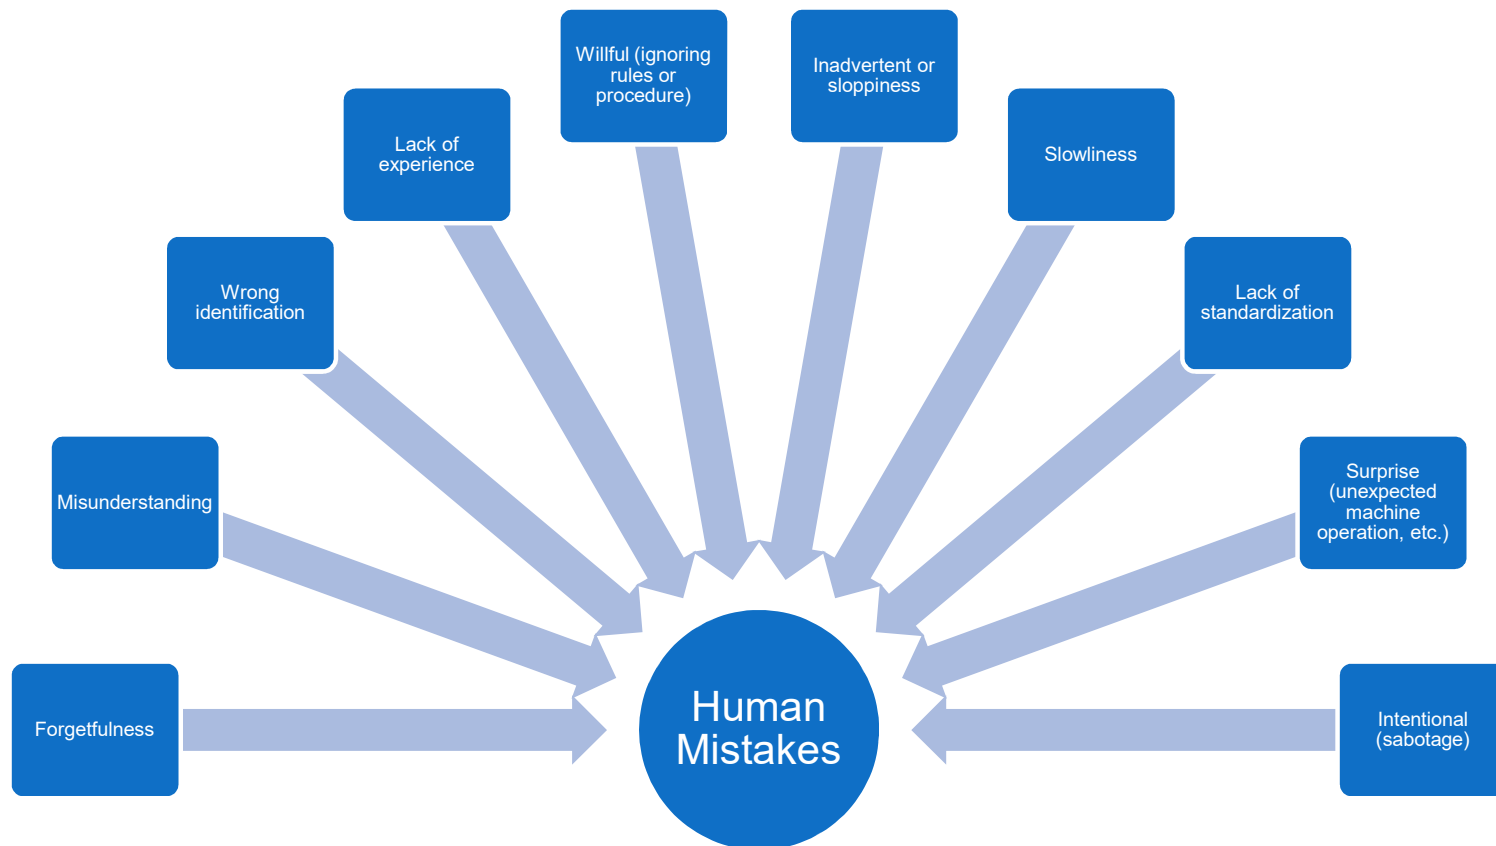 Forgetfulness
Misunderstanding
Wrong
identification
Lack of
experience
Willful (ignoring
rules or
procedure)
Inadvertent or
sloppiness
Slowliness
Lack of
standardization
Surprise
(unexpected
machine
operation, etc.)
Intentional
(sabotage)
Human
Mistakes